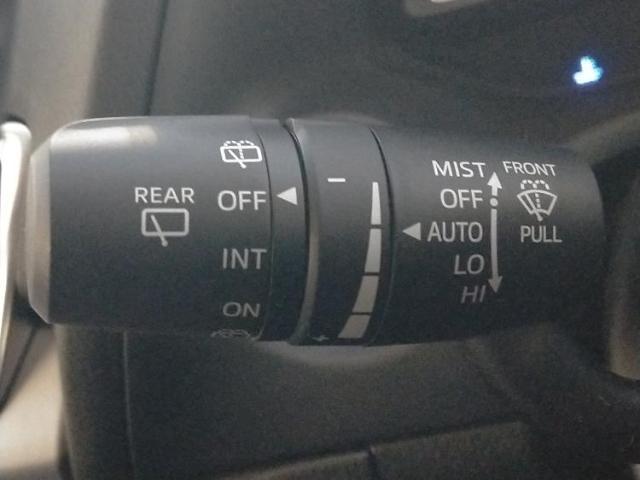 REAR
OFF
INT
ON
−
+
MIST
OFF
AUTO
LO
HI
FRONT
PULL